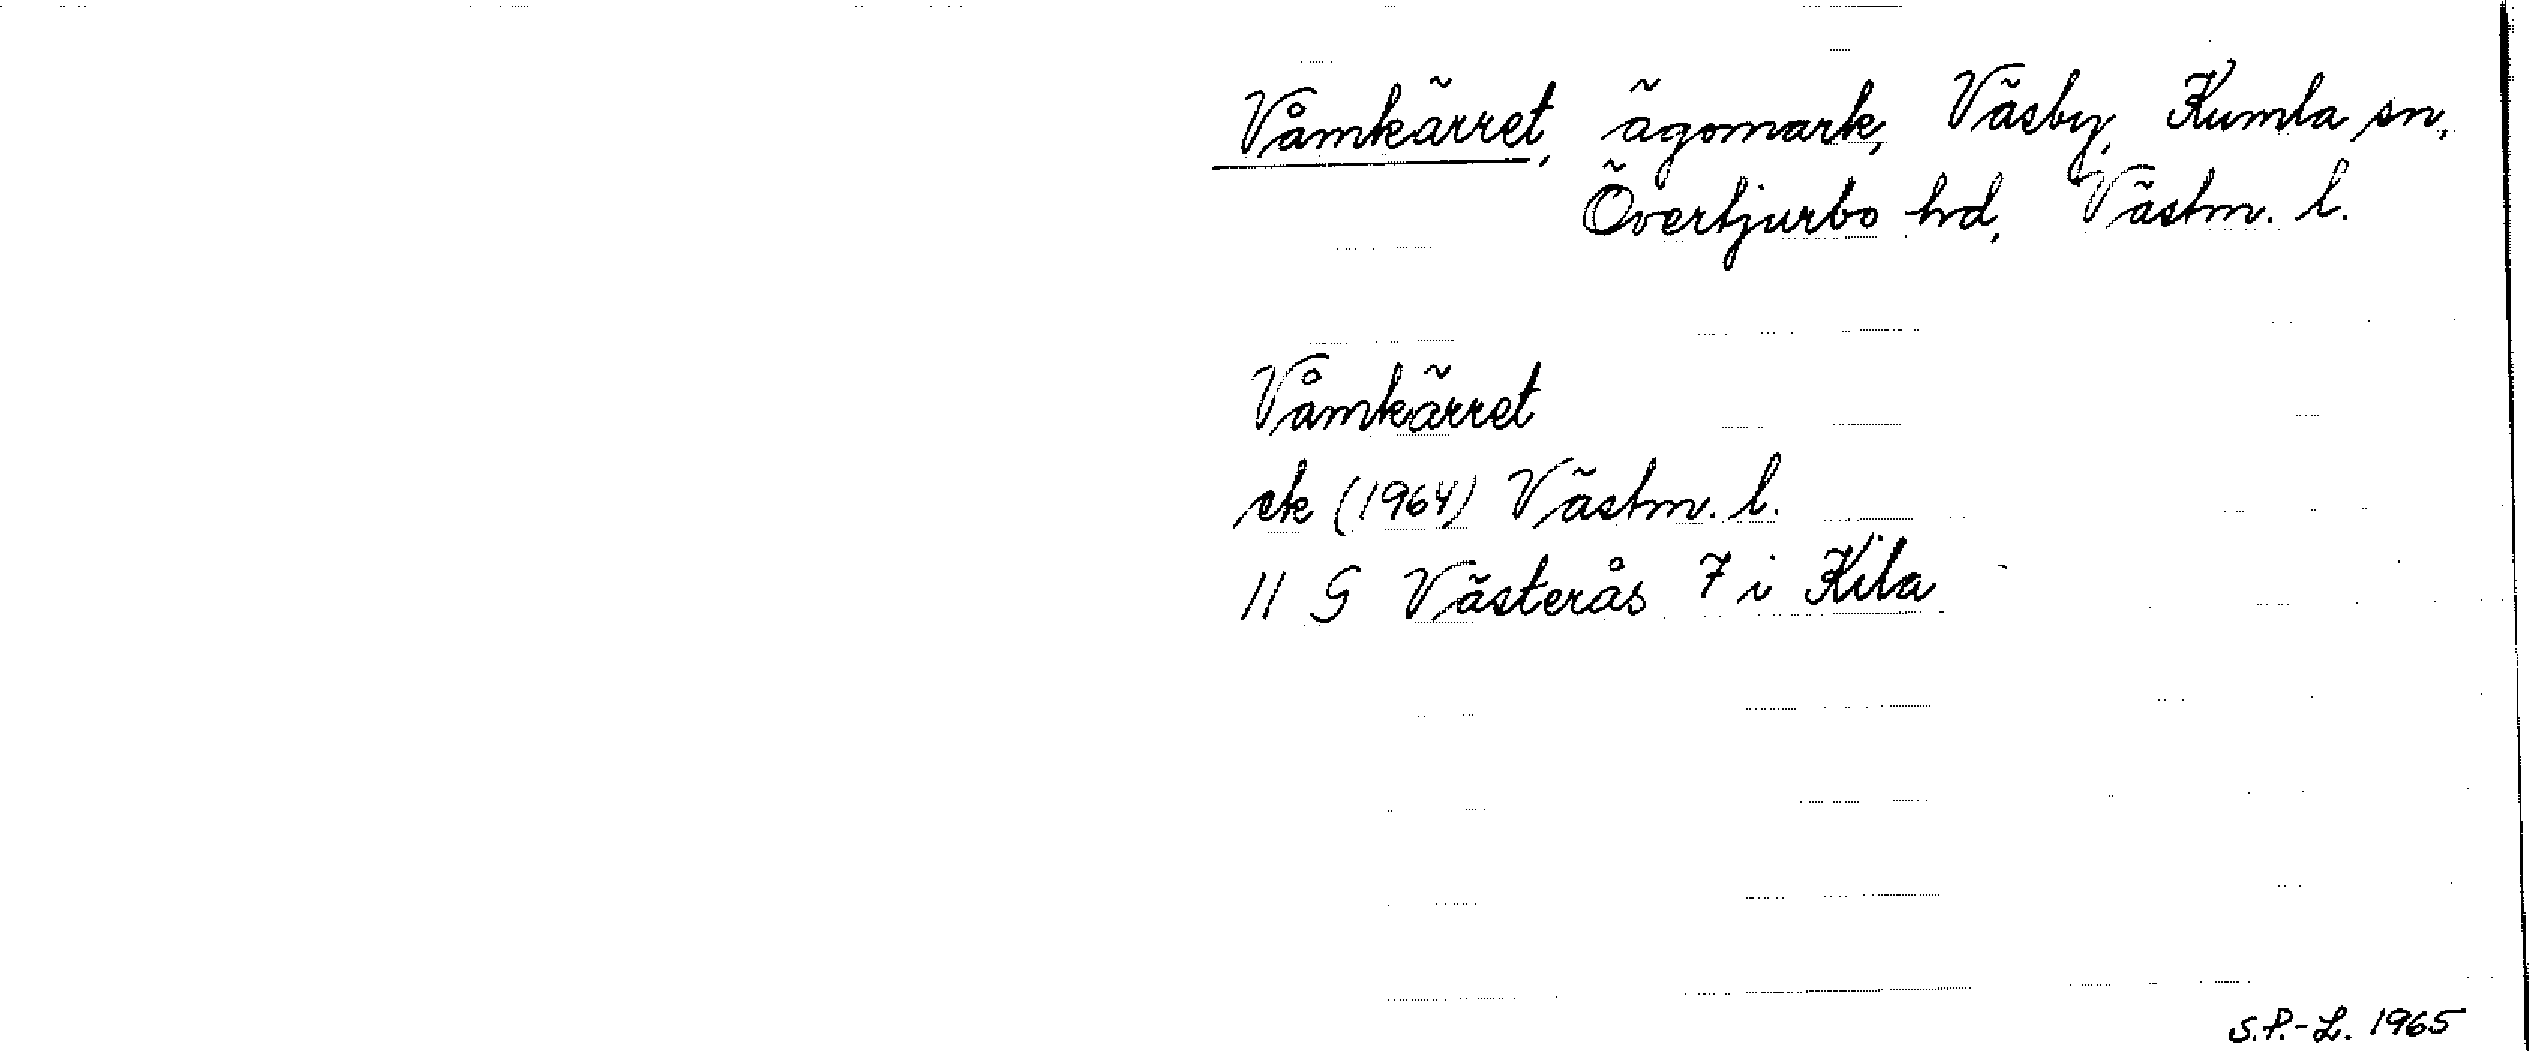 Våmkärret, ägomark, Väsby, Kumla sn,
Övertjurbo hd, Västm. l.
Våmkärret
ek (1964) Västm. l.
11 G Västerås 7 i Kila
S.P.-L. 1965